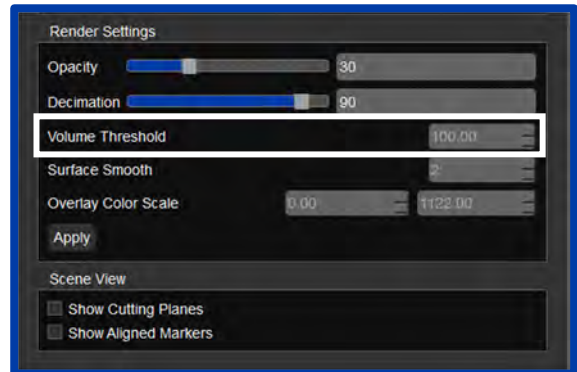 Render Settings
Opacity 30
Decimation 90
Volume Threshold 100.00
Surface Smooth 2
Overlay Color Scale 0.00 1122.00
Apply
Scene View
Show Cutting Planes
Show Aligned Markers